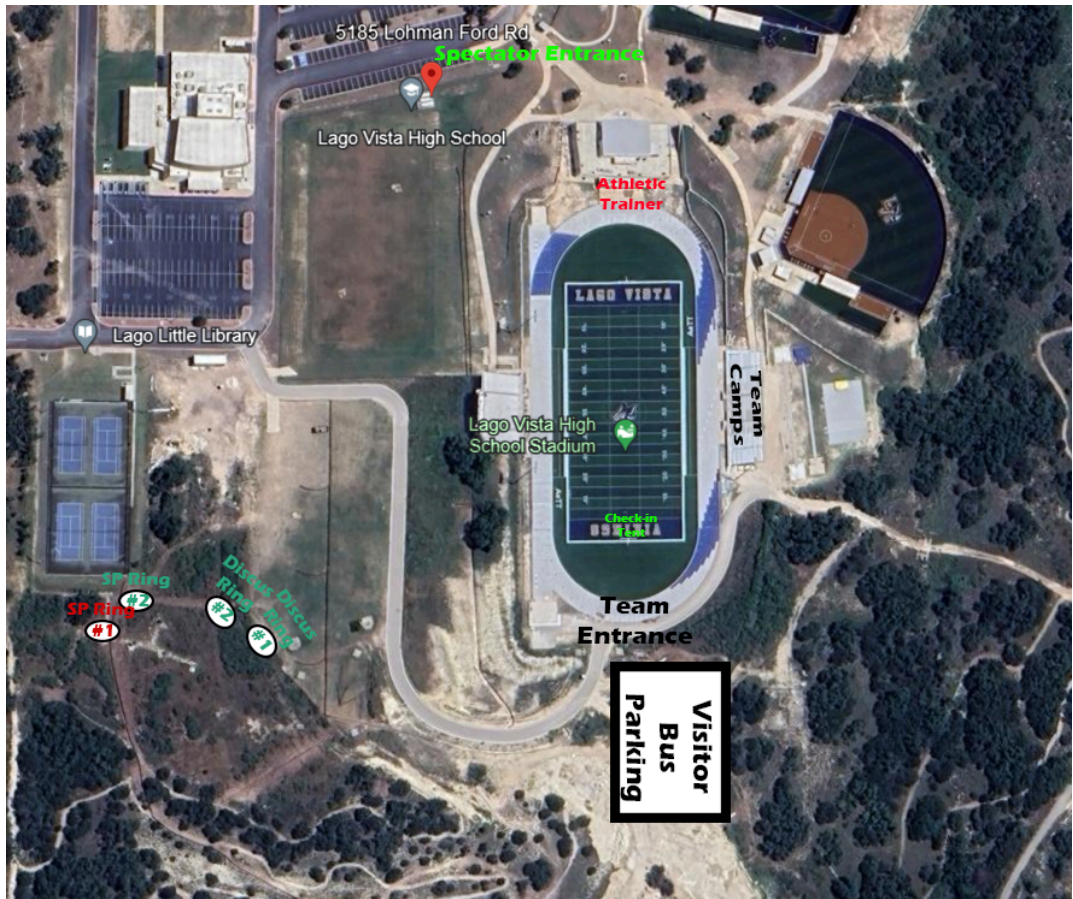 5185 Lohman Ford Rd
Spectator Entrance
Lago Vista High School
Athletic
Trainer
LAGO VISTA
Lago Little Library
Team
Camps
Lago Vista High
School Stadium
Check-in
Tent
VIKINGS
SP Ring
#2
SP Ring
#1
Discus
Ring
#2
Discus
Ring
#1
Team
Entrance
Visitor
Bus
Parking